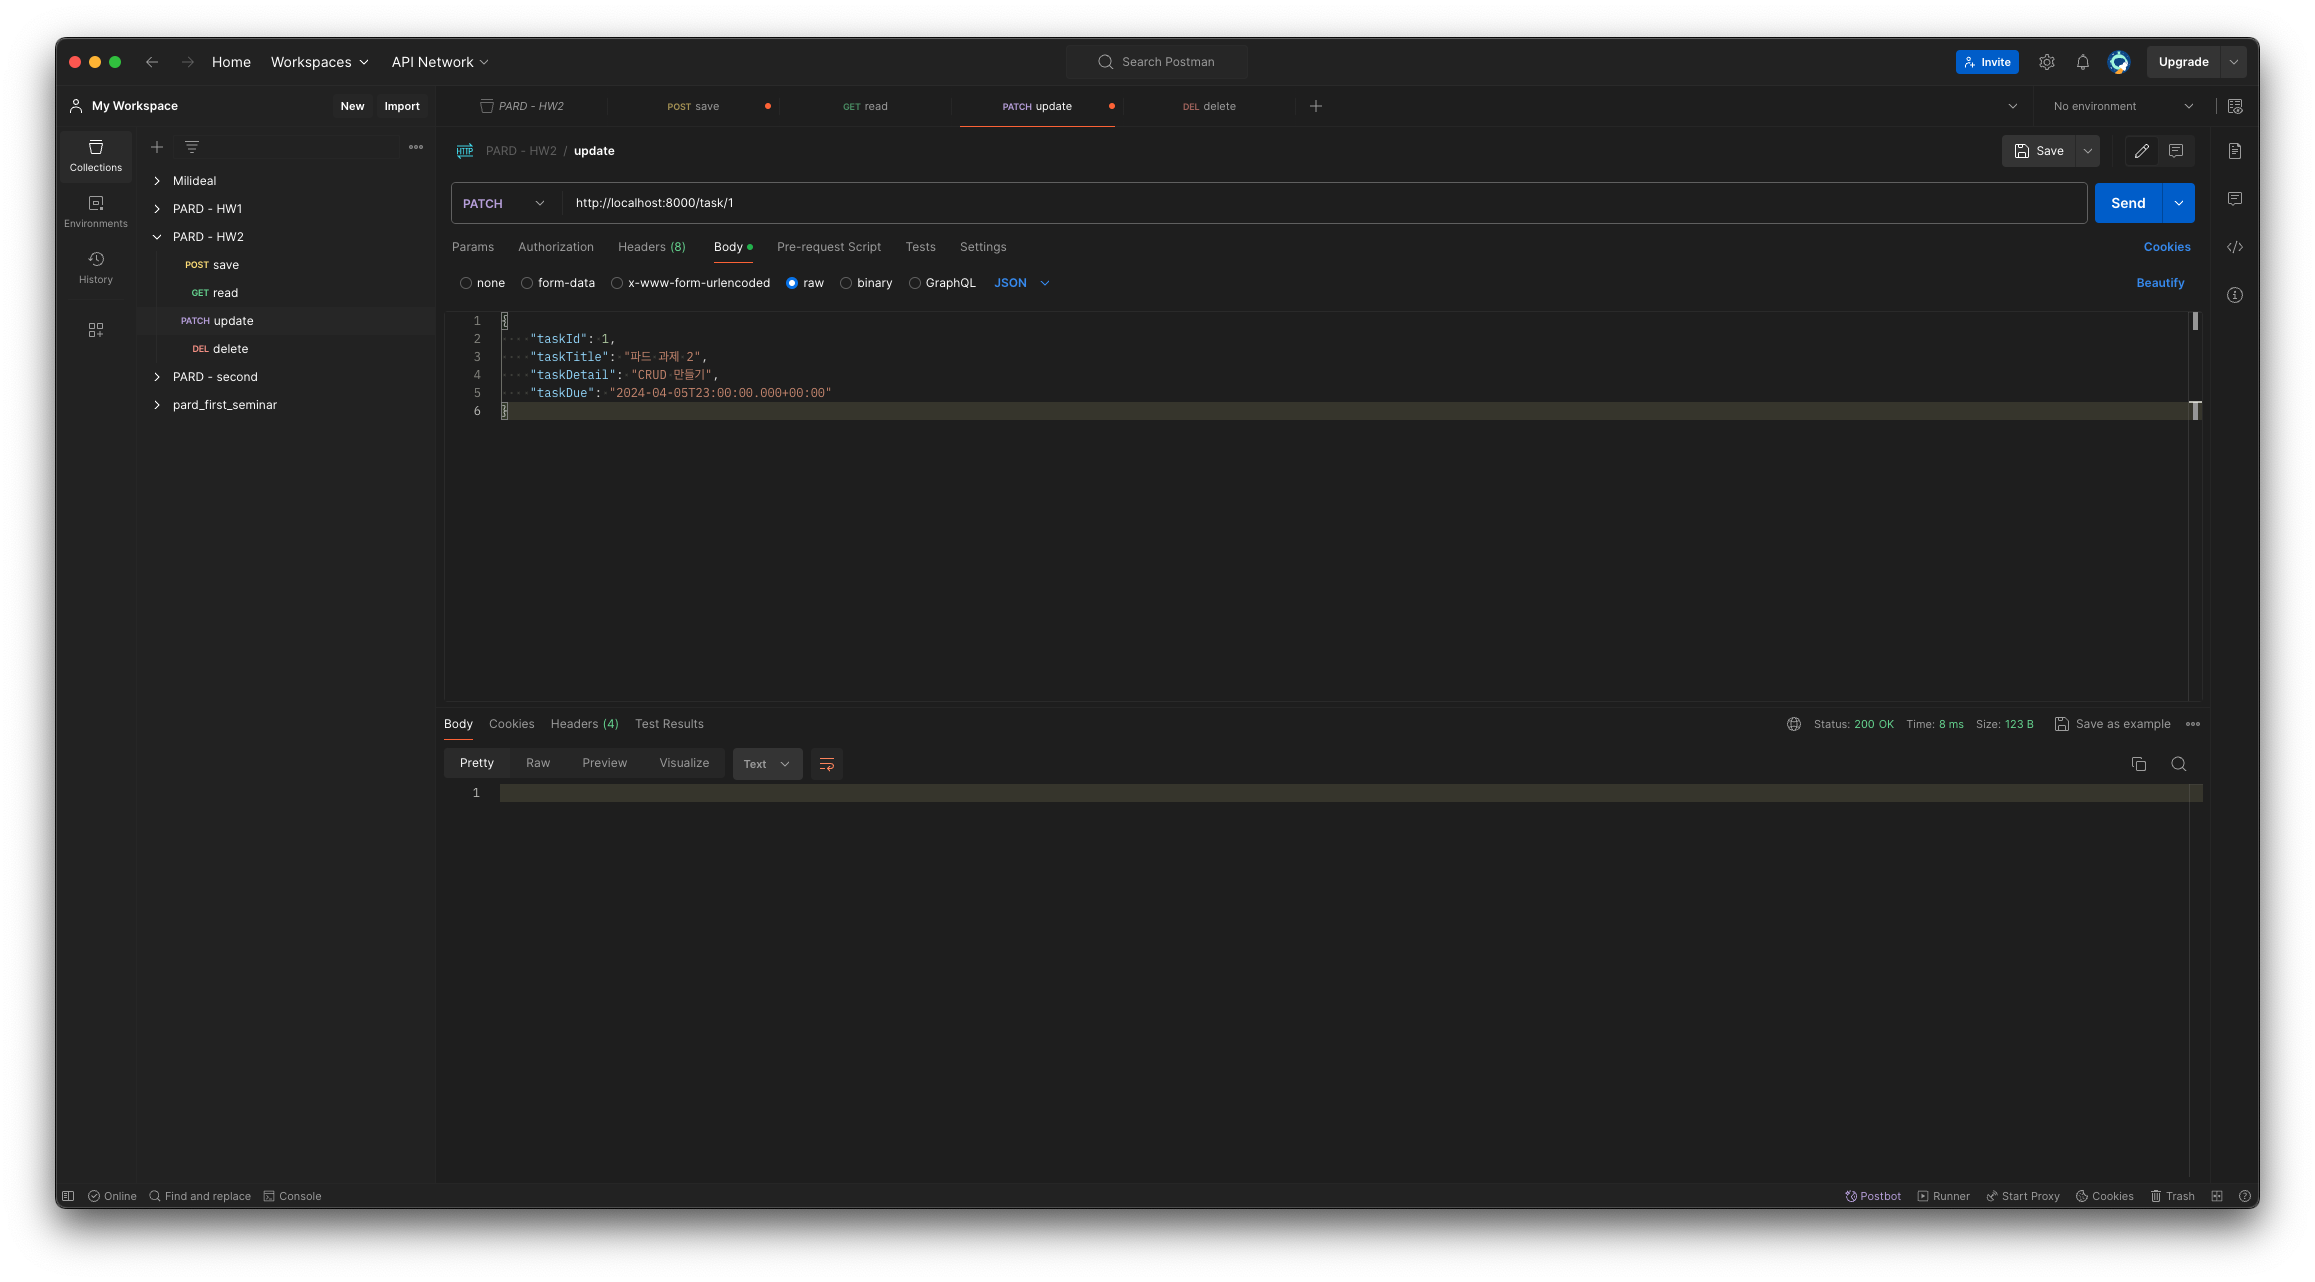 Home Workspaces API Network Search Postman Invite Upgrade
My Workspace New Import
PARD - HW2 POST save GET read PATCH update DEL delete No environment
Collections
Environments
History
Milideal
PARD - HW1
PARD - HW2
POST save
GET read
PATCH update
DEL delete
PARD - second
pard_first_seminar
HTTP PARD - HW2 / update Save
PATCH http://localhost:8000/task/1 Send
Params Authorization Headers (8) Body Pre-request Script Tests Settings Cookies
none form-data x-www-form-urlencoded raw binary GraphQL JSON Beautify
1 {
2 "taskId": 1,
3 "taskTitle": "파드 과제 2",
4 "taskDetail": "CRUD 만들기",
5 "taskDue": "2024-04-05T23:00:00.000+00:00"
6 }
Body Cookies Headers (4) Test Results Status: 200 OK Time: 8 ms Size: 123 B Save as example
Pretty Raw Preview Visualize Text
1
Online Find and replace Console Postbot Runner Start Proxy Cookies Trash